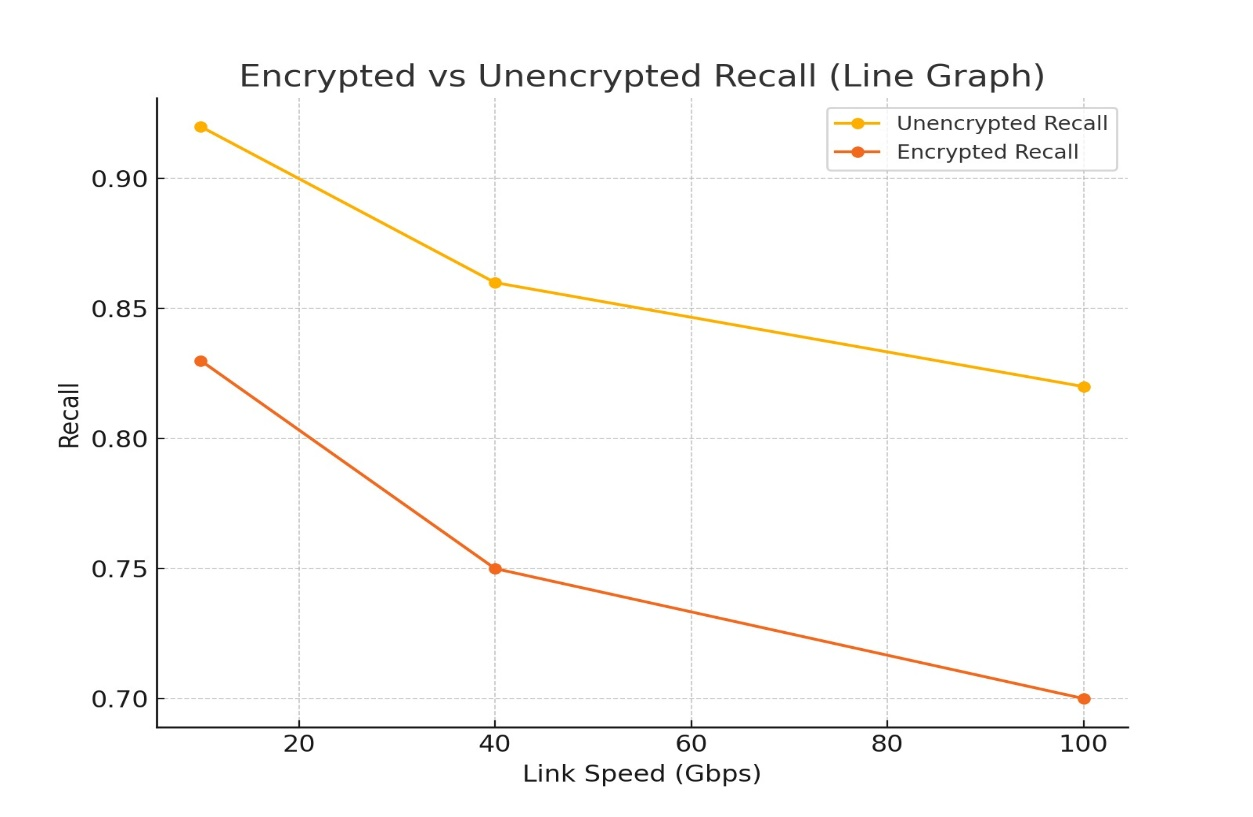 Encrypted vs Unencrypted Recall (Line Graph)
Unencrypted Recall
Encrypted Recall
0.90
0.85
0.80
0.75
0.70
Recall
20 40 60 80 100
Link Speed (Gbps)